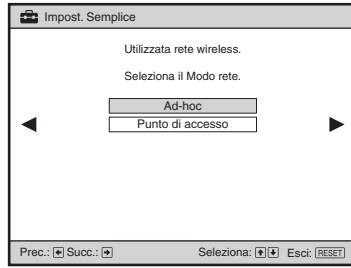 Impost. Semplice
Utilizzata rete wireless.
Seleziona il Modo rete.
Ad-hoc
Punto di accesso
Prec.: ← Succ.: → Seleziona: ↑ ↓ Esci: RESET